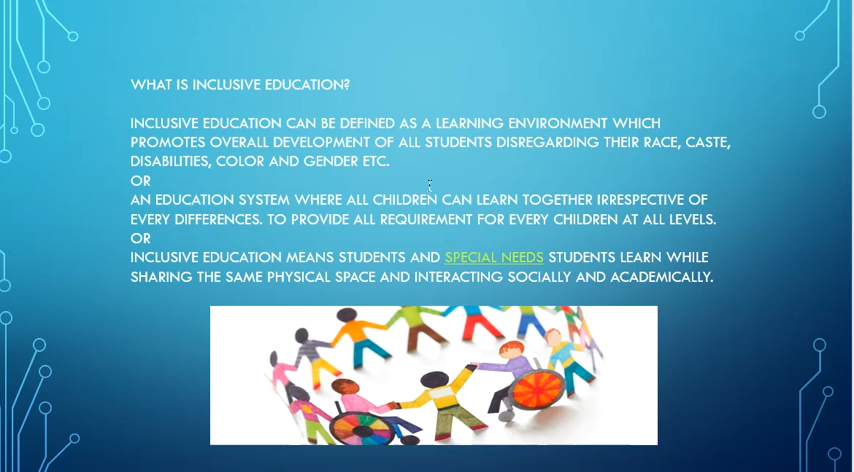 WHAT IS INCLUSIVE EDUCATION?
INCLUSIVE EDUCATION CAN BE DEFINED AS A LEARNING ENVIRONMENT WHICH
PROMOTES OVERALL DEVELOPMENT OF ALL STUDENTS DISREGARDING THEIR RACE, CASTE,
DISABILITIES, COLOR AND GENDER ETC.
OR
AN EDUCATION SYSTEM WHERE ALL CHILDREN CAN LEARN TOGETHER IRRESPECTIVE OF
EVERY DIFFERENCES. TO PROVIDE ALL REQUIREMENT FOR EVERY CHILDREN AT ALL LEVELS.
OR
INCLUSIVE EDUCATION MEANS STUDENTS AND SPECIAL NEEDS STUDENTS LEARN WHILE
SHARING THE SAME PHYSICAL SPACE AND INTERACTING SOCIALLY AND ACADEMICALLY.